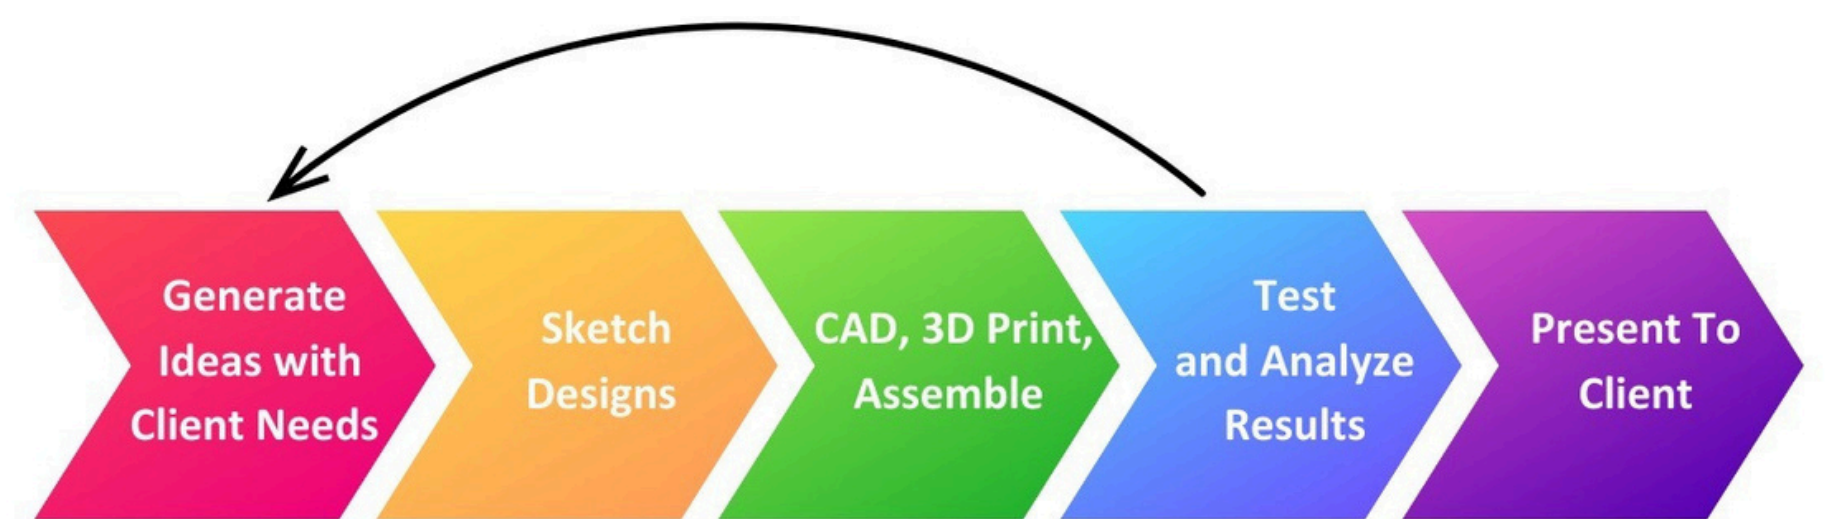 Generate
Ideas with
Client Needs
Sketch
Designs
CAD, 3D Print,
Assemble
Test
and Analyze
Results
Present To
Client